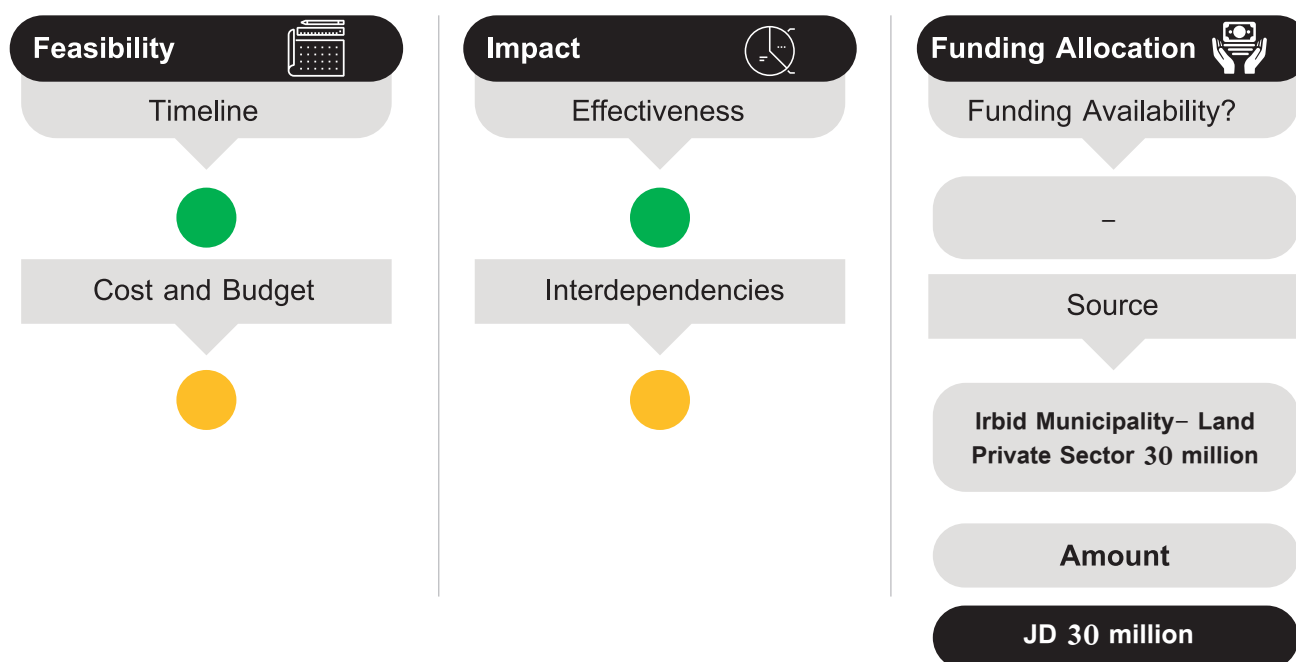 Feasibility
Timeline
Cost and Budget
Impact
Effectiveness
Interdependencies
Funding Allocation
Funding Availability?
–
Source
Irbid Municipality– Land
Private Sector 30 million
Amount
JD 30 million